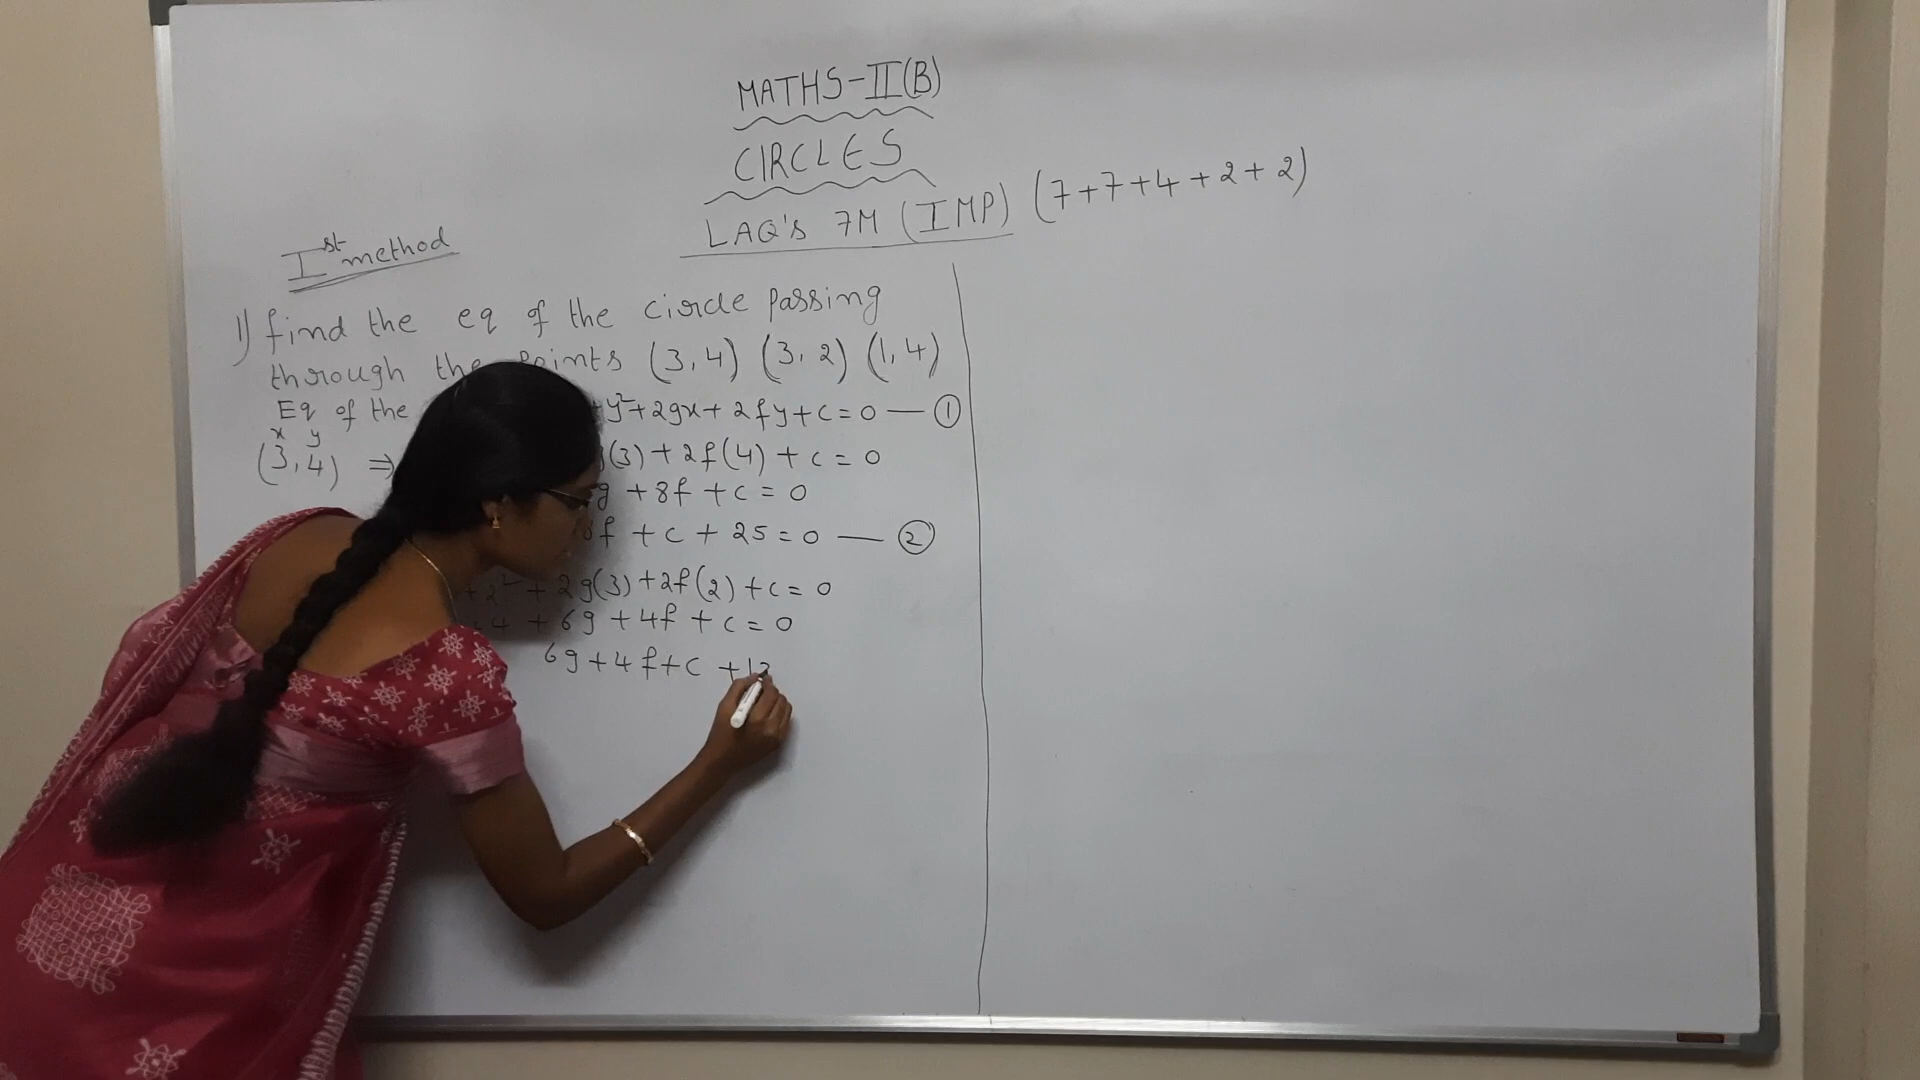 MATHS-II(B)
CIRCLES
LAQ's 7M (IMP) (7+7+4+2+2)
Ist method
1) find the eq of the circle passing
through the points (3,4) (3,2) (1,4)
Eq of the +y²+2gx+2fy+c=0 — ①
x y
(3,4) ⇒ (3)+2f(4)+c=0
g+8f+c=0
8f+c+25=0 — ②
+2²+2g(3)+2f(2)+c=0
+4+6g+4f+c=0
6g+4f+c+13